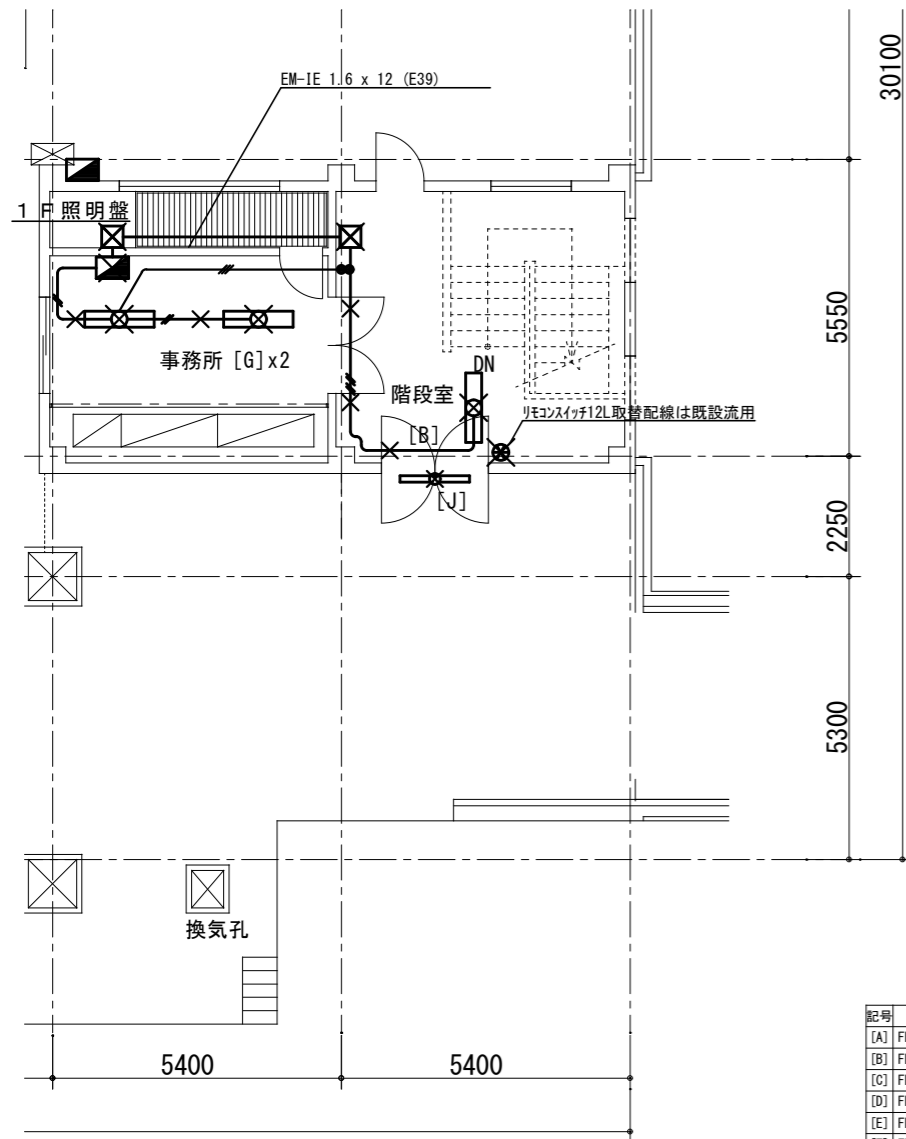 30100
EM-IE 1.6 x 12 (E39)
1F照明盤
5550
事務所 [G]x2
DN
階段室
リモコンスイッチ12L取替配線は既設流用
[B]
[J]
2250
5300
換気孔
記号
[A]
[B]
[C]
[D]
[E]
5400
5400